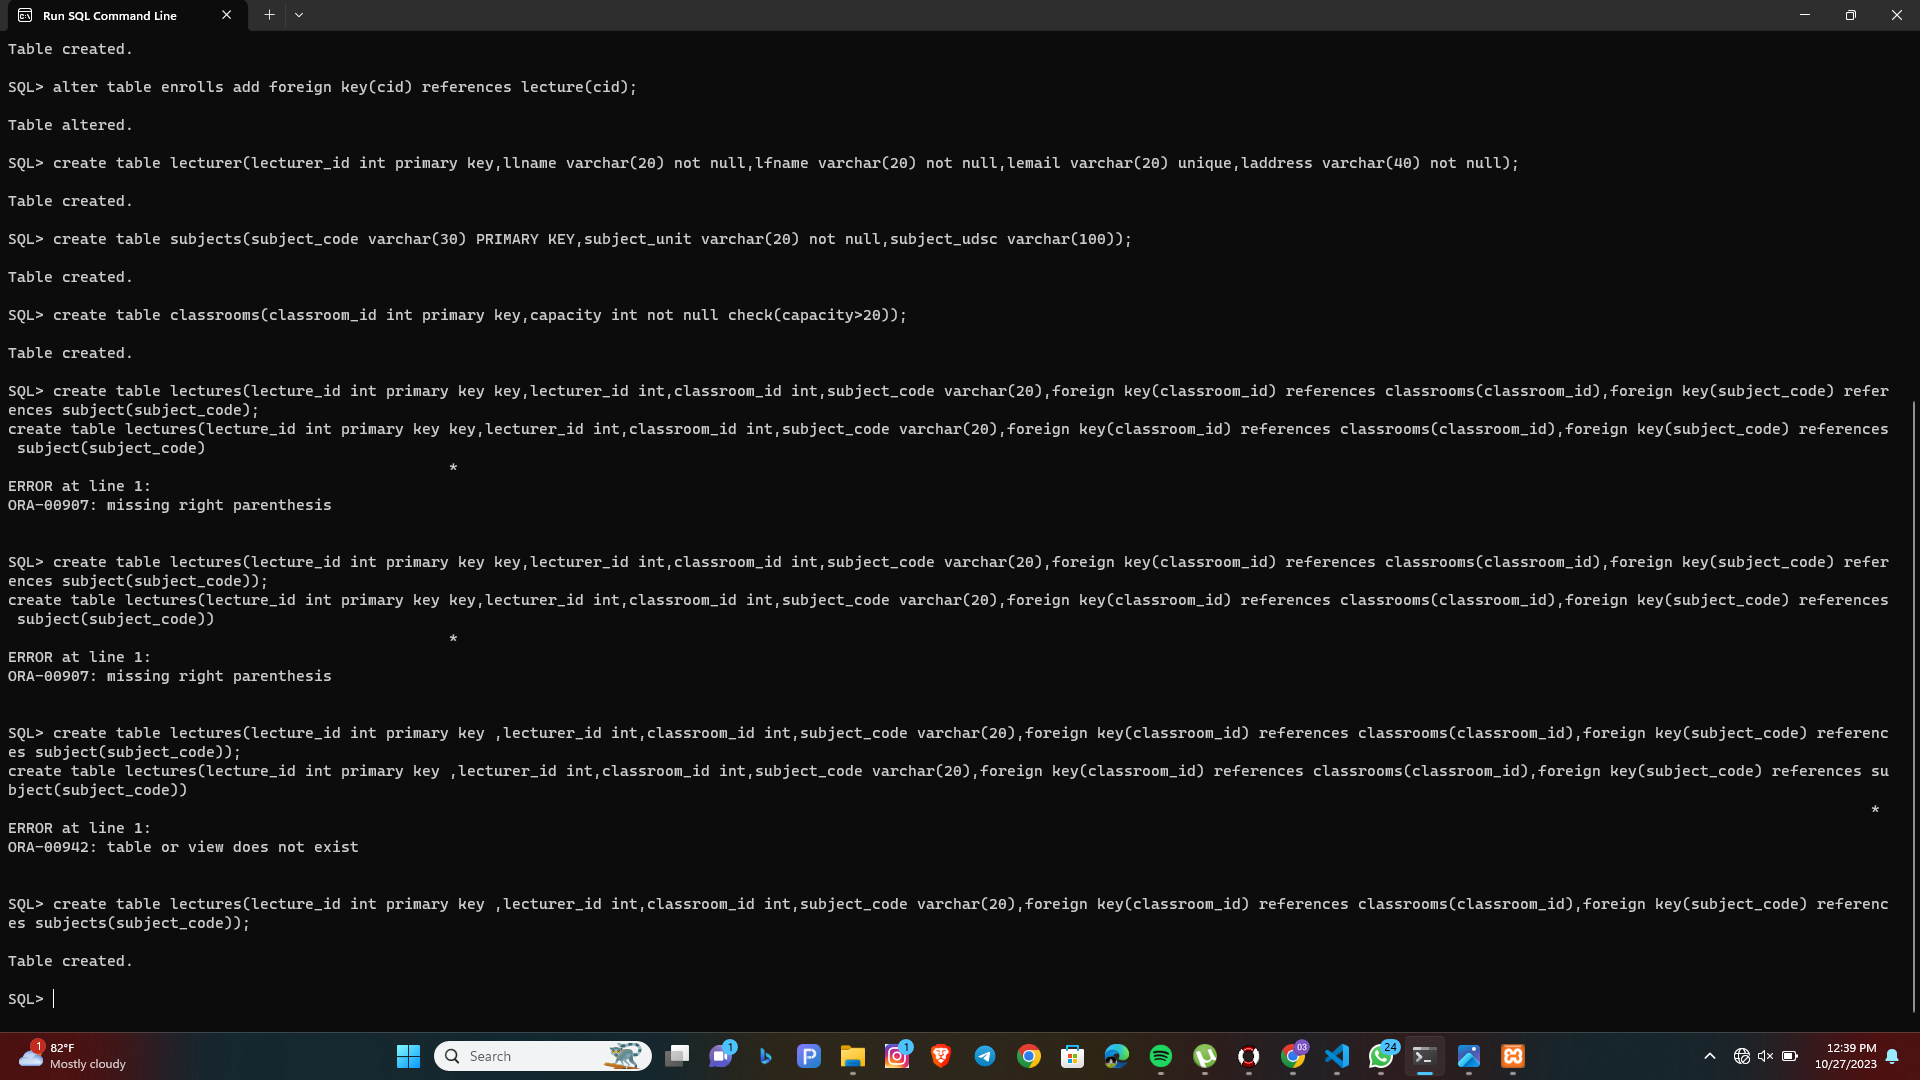 Run SQL Command Line
Table created.
SQL> alter table enrolls add foreign key(cid) references lecture(cid);
Table altered.
SQL> create table lecturer(lecturer_id int primary key,llname varchar(20) not null,lfname varchar(20) not null,lemail varchar(20) unique,laddress varchar(40) not null);
Table created.
SQL> create table subjects(subject_code varchar(30) PRIMARY KEY,subject_unit varchar(20) not null,subject_udsc varchar(100));
Table created.
SQL> create table classrooms(classroom_id int primary key,capacity int not null check(capacity>20));
Table created.
SQL> create table lectures(lecture_id int primary key key,lecturer_id int,classroom_id int,subject_code varchar(20),foreign key(classroom_id) references classrooms(classroom_id),foreign key(subject_code) refer
ences subject(subject_code);
create table lectures(lecture_id int primary key key,lecturer_id int,classroom_id int,subject_code varchar(20),foreign key(classroom_id) references classrooms(classroom_id),foreign key(subject_code) references
subject(subject_code)
*
ERROR at line 1:
ORA-00907: missing right parenthesis
SQL> create table lectures(lecture_id int primary key key,lecturer_id int,classroom_id int,subject_code varchar(20),foreign key(classroom_id) references classrooms(classroom_id),foreign key(subject_code) refer
ences subject(subject_code));
create table lectures(lecture_id int primary key key,lecturer_id int,classroom_id int,subject_code varchar(20),foreign key(classroom_id) references classrooms(classroom_id),foreign key(subject_code) references
subject(subject_code))
*
ERROR at line 1:
ORA-00907: missing right parenthesis
SQL> create table lectures(lecture_id int primary key ,lecturer_id int,classroom_id int,subject_code varchar(20),foreign key(classroom_id) references classrooms(classroom_id),foreign key(subject_code) referenc
es subject(subject_code));
create table lectures(lecture_id int primary key ,lecturer_id int,classroom_id int,subject_code varchar(20),foreign key(classroom_id) references classrooms(classroom_id),foreign key(subject_code) references su
bject(subject_code))
*
ERROR at line 1:
ORA-00942: table or view does not exist
SQL> create table lectures(lecture_id int primary key ,lecturer_id int,classroom_id int,subject_code varchar(20),foreign key(classroom_id) references classrooms(classroom_id),foreign key(subject_code) referenc
es subjects(subject_code));
Table created.
SQL>
1
82°F
Mostly cloudy
Search
1
1
03
24
12:39 PM
10/27/2023